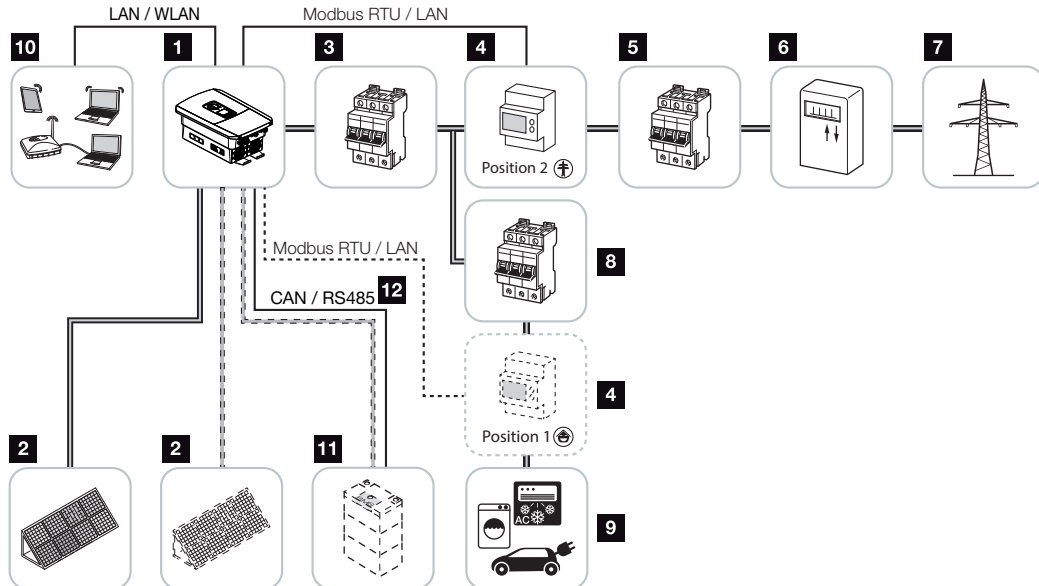 LAN / WLAN
Modbus RTU / LAN
10
1
3
4
5
6
7
Position 2
Modbus RTU / LAN
8
CAN / RS485
12
4
Position 1
2
2
11
9
AC